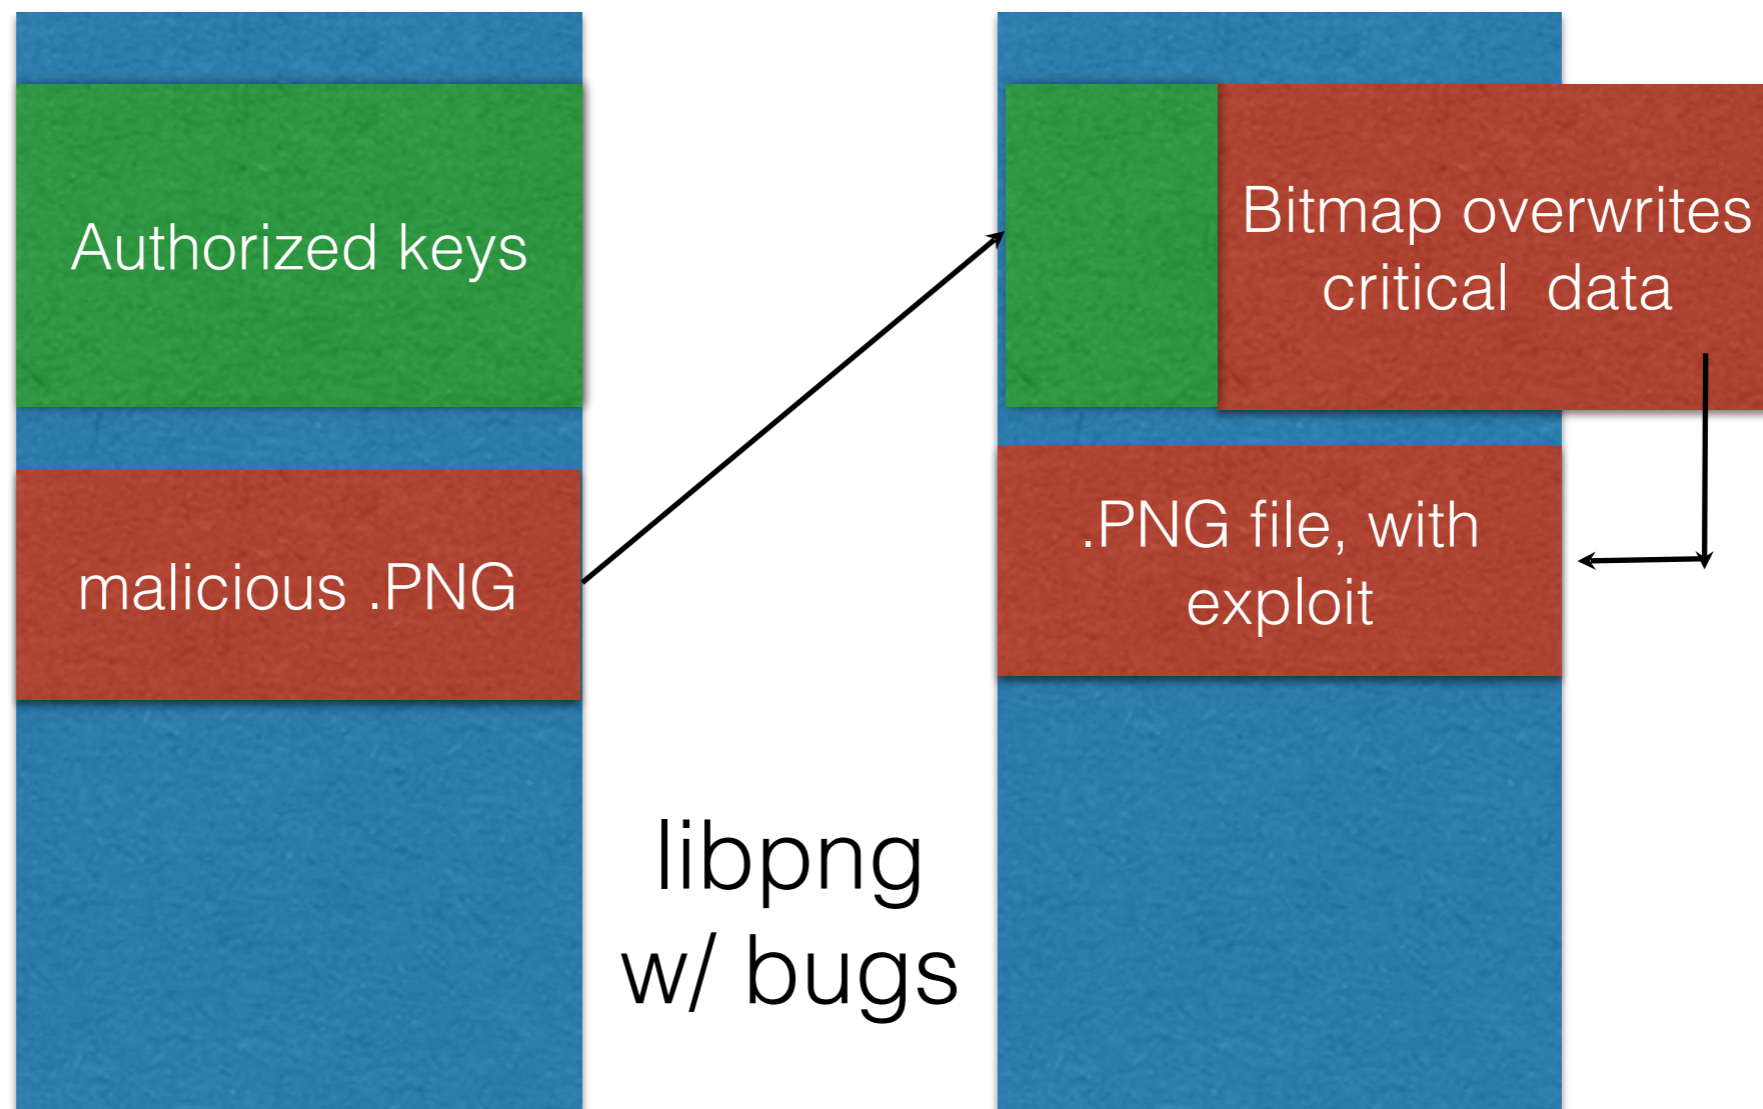 Authorized keys
malicious .PNG
libpng
w/ bugs
Bitmap overwrites
critical  data
.PNG file, with
exploit